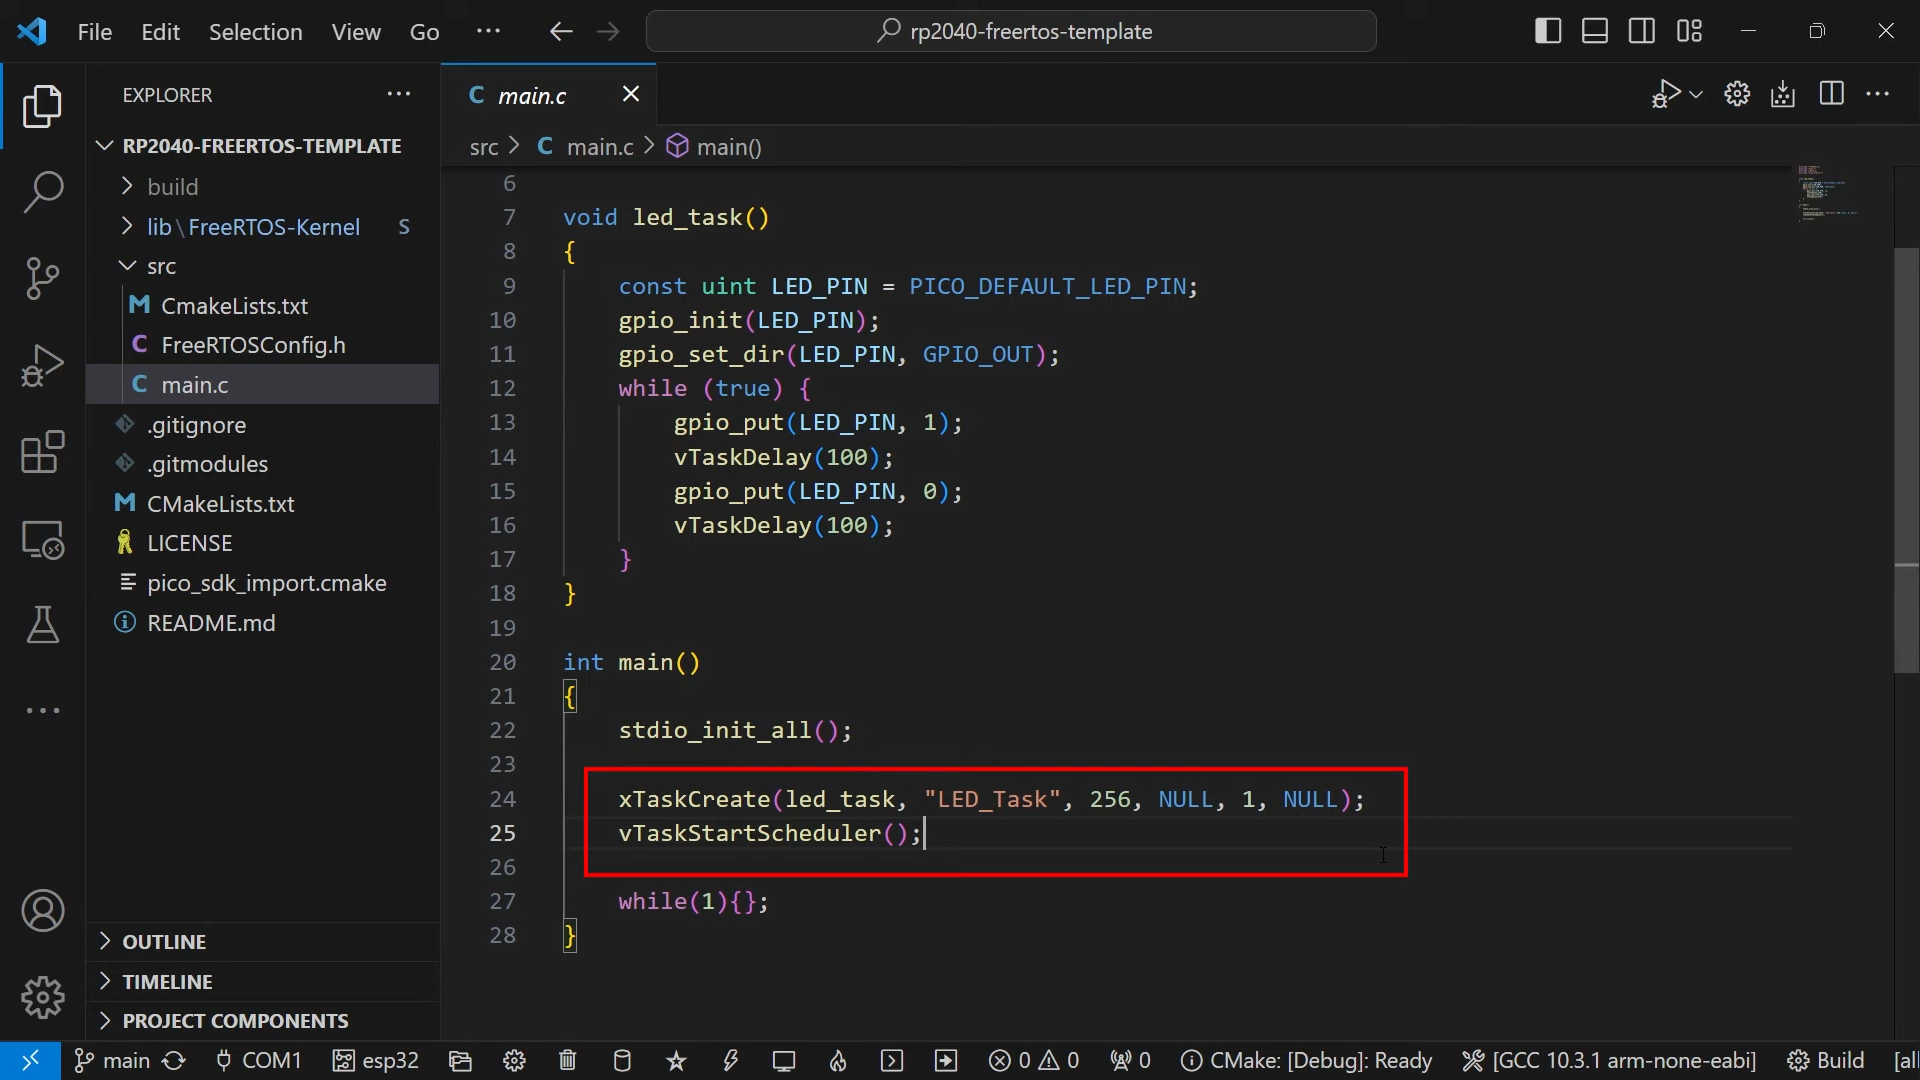 File Edit Selection View Go ··· rp2040-freertos-template
EXPLORER ···
RP2040-FREERTOS-TEMPLATE
build
lib\FreeRTOS-Kernel S
src
CmakeLists.txt
FreeRTOSConfig.h
main.c
.gitignore
.gitmodules
CMakeLists.txt
LICENSE
pico_sdk_import.cmake
README.md
OUTLINE
TIMELINE
PROJECT COMPONENTS
C main.c
src > C main.c > main()
6
7 void led_task()
8 {
9 const uint LED_PIN = PICO_DEFAULT_LED_PIN;
10 gpio_init(LED_PIN);
11 gpio_set_dir(LED_PIN, GPIO_OUT);
12 while (true) {
13 gpio_put(LED_PIN, 1);
14 vTaskDelay(100);
15 gpio_put(LED_PIN, 0);
16 vTaskDelay(100);
17 }
18 }
19
20 int main()
21 {
22 stdio_init_all();
23
24 xTaskCreate(led_task, "LED_Task", 256, NULL, 1, NULL);
25 vTaskStartScheduler();
26
27 while(1){};
28 }
main COM1 esp32 0 0 0 CMake: [Debug]: Ready [GCC 10.3.1 arm-none-eabi] Build [all